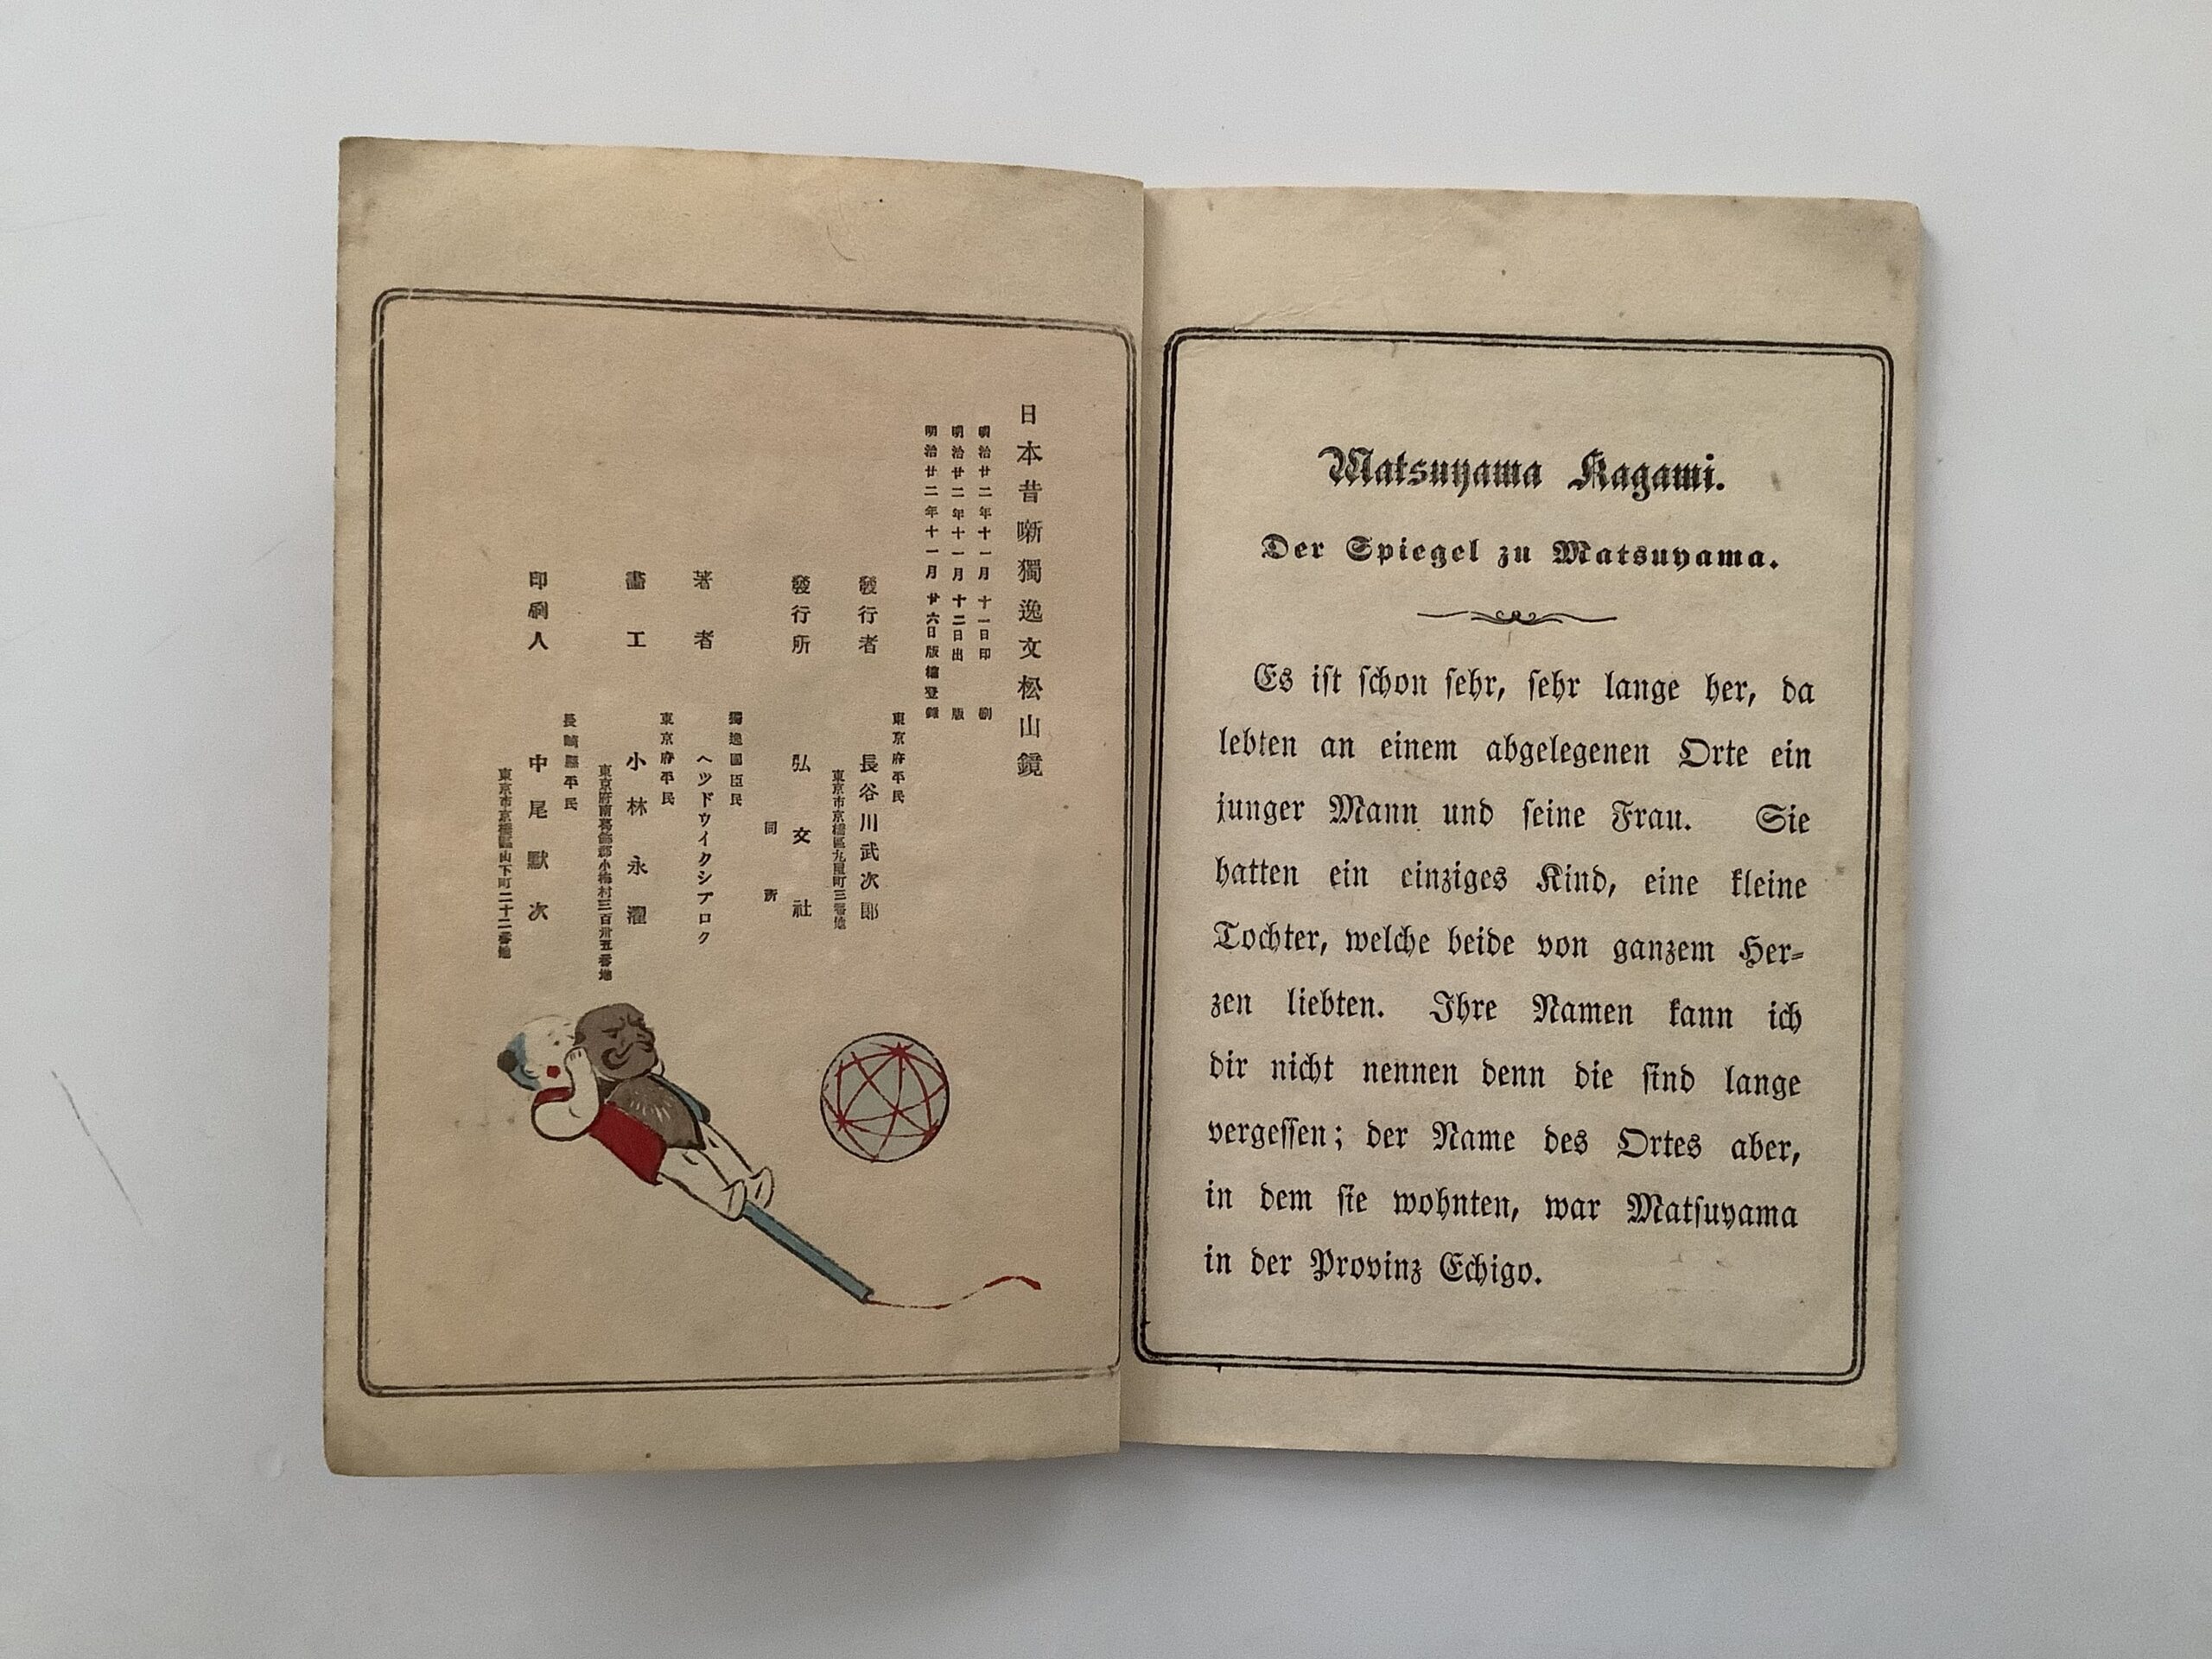 日本昔噺獨逸文松山鏡
明治廿二年十一月十一日印刷
明治廿二年十一月十二日出版
明治廿二年十一月廿六日版權登錄
東京府平民
發行者 長谷川武次郎
東京市京橋區九屋町三番地
發行所 弘文社
同所
獨逸國臣民
著者 ヘツドウイクシプロク
東京府平民
畵工 小林永濯
東京府南葛飾郡小梅村三百卅五番地
長崎縣平民
印刷人 中尾默次
東京市京橋區山下町二十二番地
Matsuyama Kagami.
Der Spiegel zu Matsuyama.
Es iſt ſchon ſehr, ſehr lange her, da
lebten an einem abgelegenen Orte ein
junger Mann und ſeine Frau. Sie
hatten ein einziges Kind, eine kleine
Tochter, welche beide von ganzem Her=
zen liebten. Ihre Namen kann ich
dir nicht nennen denn die ſind lange
vergeſſen; der Name des Ortes aber,
in dem ſie wohnten, war Matſuyama
in der Provinz Echigo.